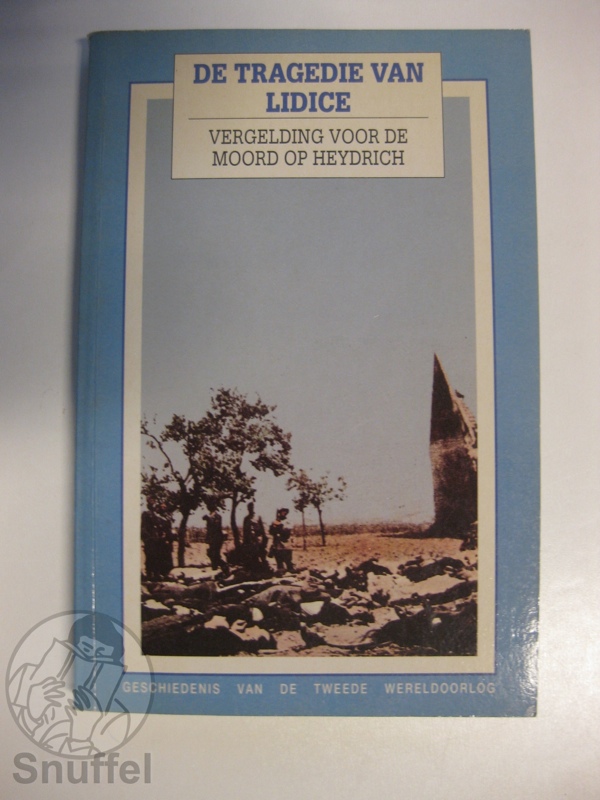 DE TRAGEDIE VAN
LIDICE
VERGELDING VOOR DE
MOORD OP HEYDRICH
GESCHIEDENIS VAN DE TWEEDE WERELDOORLOG
Snuffel